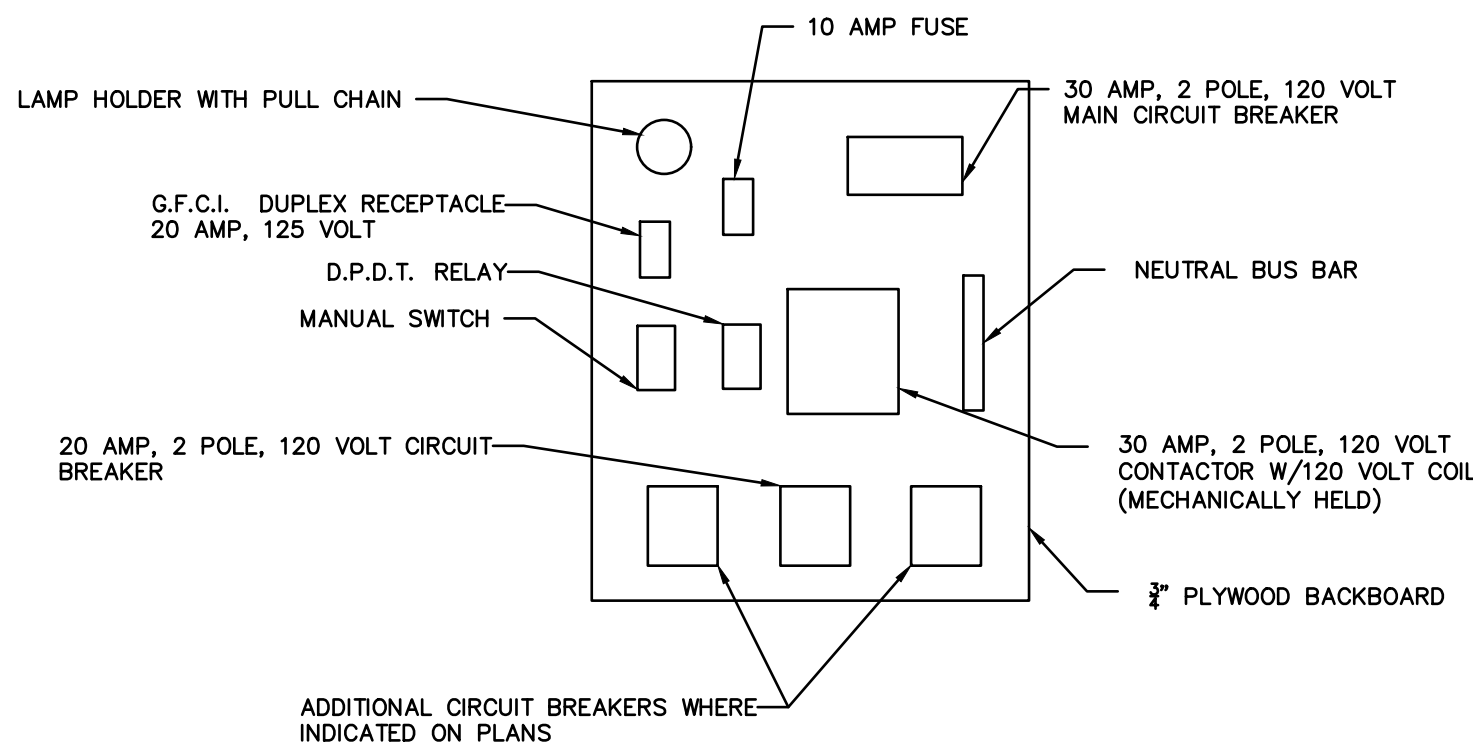 10 AMP FUSE
LAMP HOLDER WITH PULL CHAIN
30 AMP, 2 POLE, 120 VOLT
MAIN CIRCUIT BREAKER
G.F.C.I. DUPLEX RECEPTACLE
20 AMP, 125 VOLT
D.P.D.T. RELAY
NEUTRAL BUS BAR
MANUAL SWITCH
20 AMP, 2 POLE, 120 VOLT CIRCUIT
BREAKER
30 AMP, 2 POLE, 120 VOLT
CONTACTOR W/120 VOLT COIL
(MECHANICALLY HELD)
3/4" PLYWOOD BACKBOARD
ADDITIONAL CIRCUIT BREAKERS WHERE
INDICATED ON PLANS